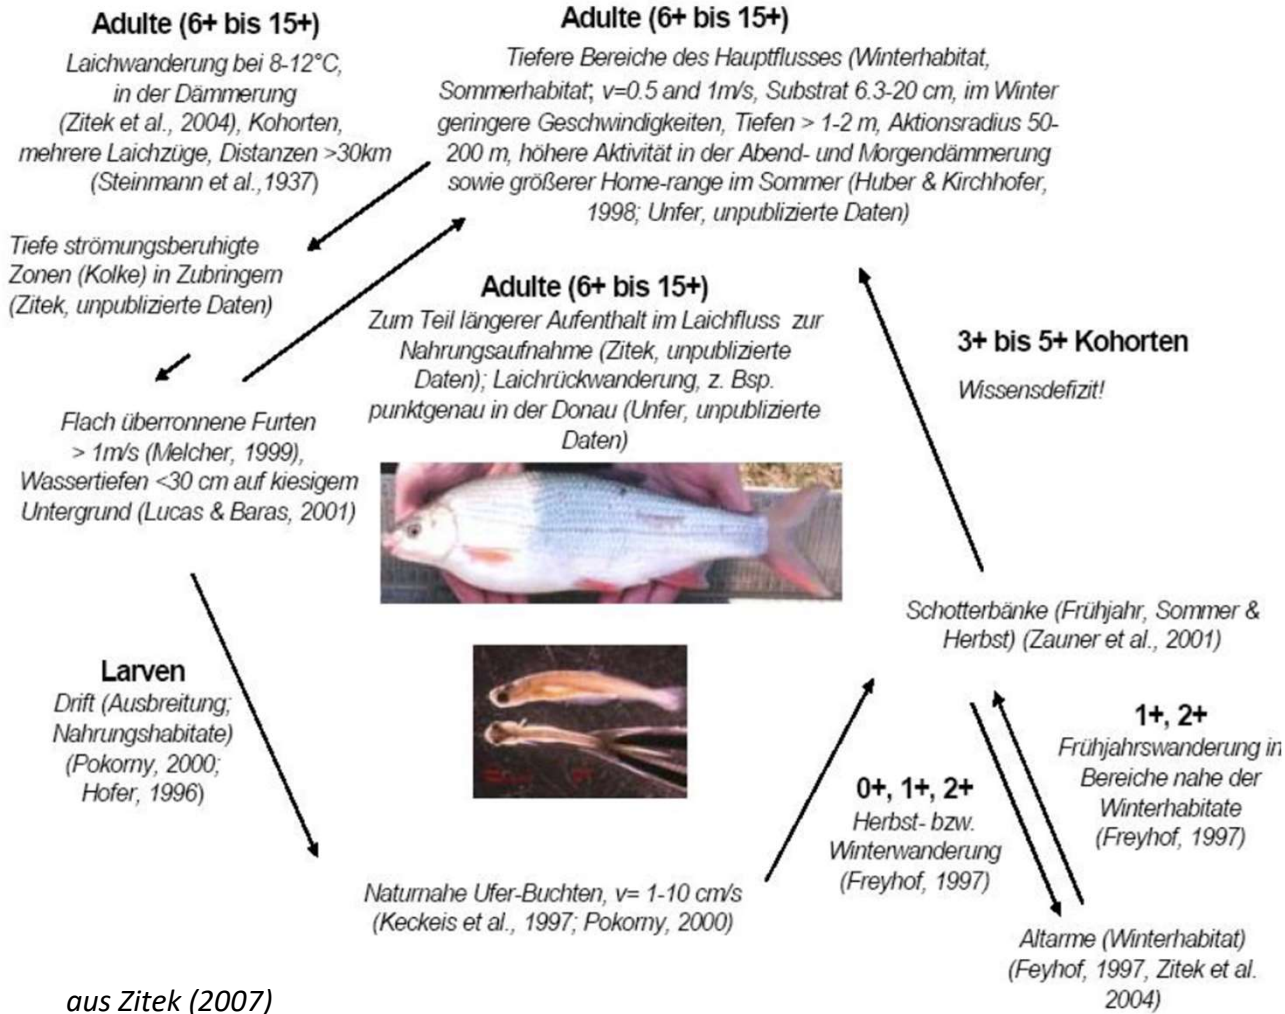 Adulte (6+ bis 15+)
Laichwanderung bei 8-12°C,
in der Dämmerung
(Zitek et al., 2004), Kohorten,
mehrere Laichzüge, Distanzen >30km
(Steinmann et al.,1937)
Adulte (6+ bis 15+)
Tiefere Bereiche des Hauptflusses (Winterhabitat,
Sommerhabitat; v=0.5 and 1m/s, Substrat 6.3-20 cm, im Winter
geringere Geschwindigkeiten, Tiefen > 1-2 m, Aktionsradius 50-
200 m, höhere Aktivität in der Abend- und Morgendämmerung
sowie größerer Home-range im Sommer (Huber & Kirchhofer,
1998; Unfer, unpublizierte Daten)
Tiefe strömungsberuhigte
Zonen (Kolke) in Zubringern
(Zitek, unpublizierte Daten)
Adulte (6+ bis 15+)
Zum Teil längerer Aufenthalt im Laichfluss zur
Nahrungsaufnahme (Zitek, unpublizierte
Daten); Laichrückwanderung, z. Bsp.
punktgenau in der Donau (Unfer, unpublizierte
Daten)
3+ bis 5+ Kohorten
Wissensdefizit!
Flach überronnene Furten
> 1m/s (Melcher, 1999),
Wassertiefen <30 cm auf kiesigem
Untergrund (Lucas & Baras, 2001)
Schotterbänke (Frühjahr, Sommer &
Herbst) (Zauner et al., 2001)
Larven
Drift (Ausbreitung;
Nahrungshabitate)
(Pokorny, 2000;
Hofer, 1996)
1+, 2+
Frühjahrswanderung in
Bereiche nahe der
Winterhabitate
(Freyhof, 1997)
0+, 1+, 2+
Herbst- bzw.
Winterwanderung
(Freyhof, 1997)
Naturnahe Ufer-Buchten, v= 1-10 cm/s
(Keckeis et al., 1997; Pokorny, 2000)
Altarme (Winterhabitat)
(Feyhof, 1997, Zitek et al.
2004)
aus Zitek (2007)